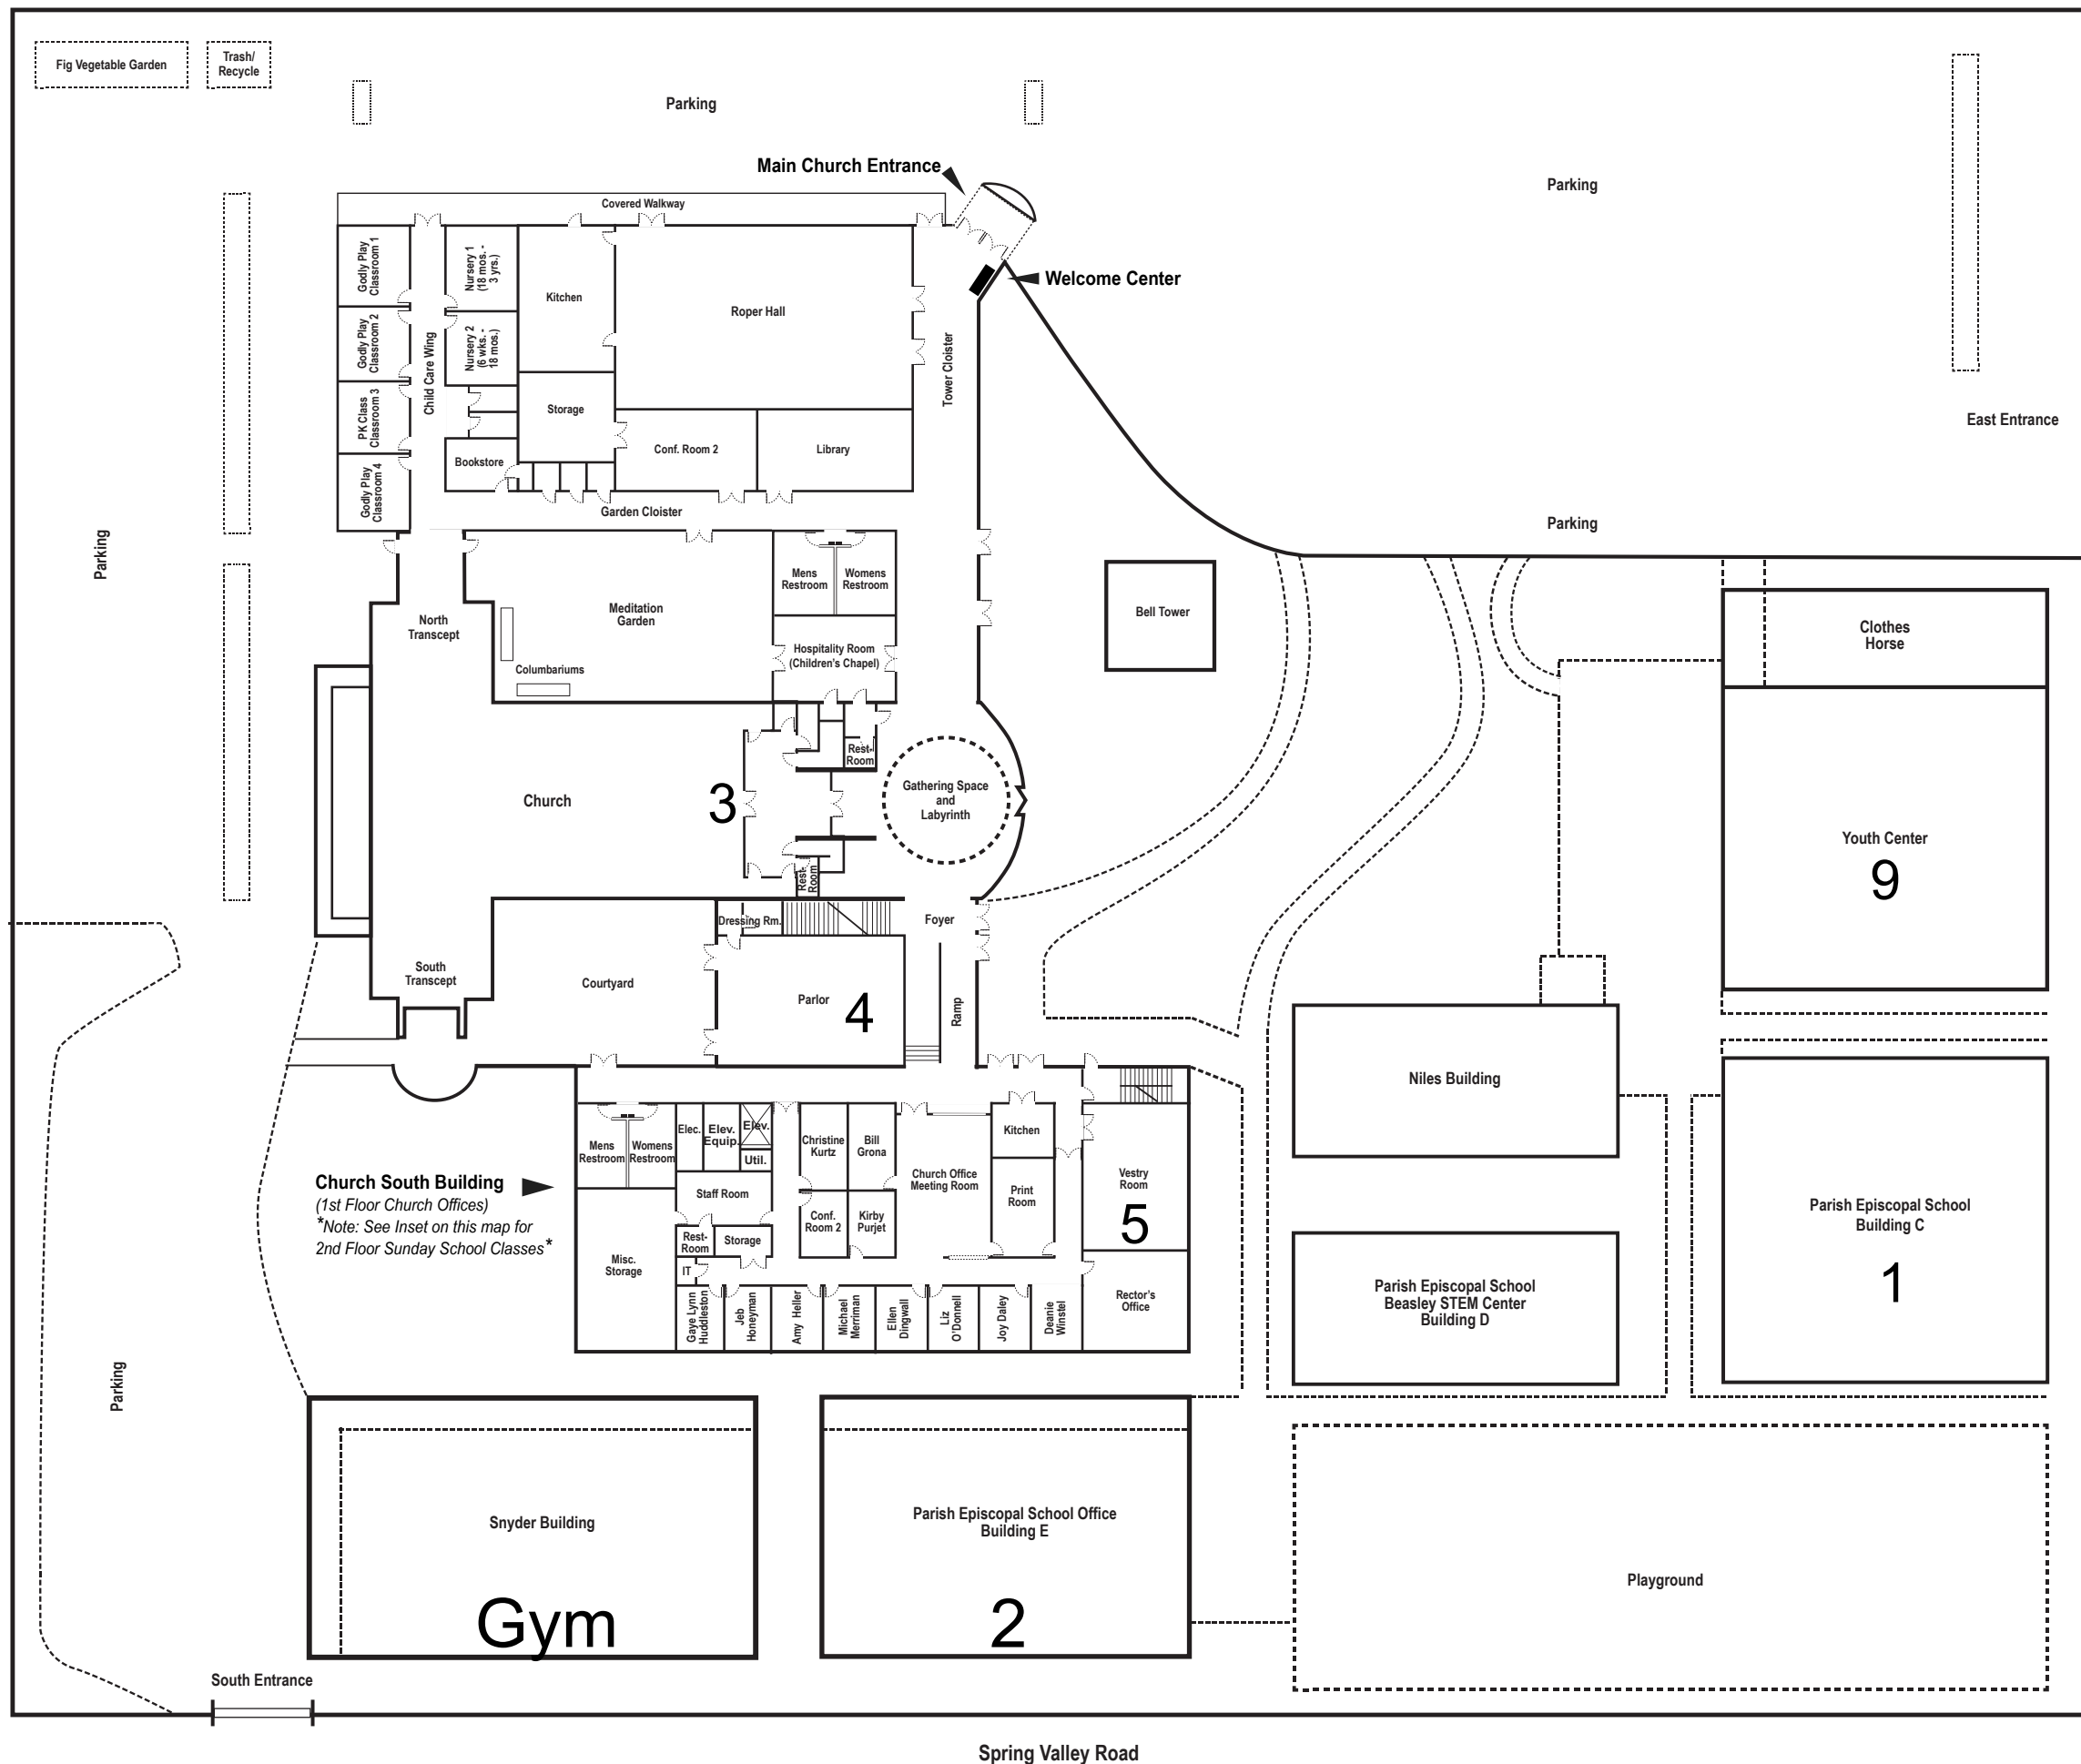 Fig Vegetable Garden
Trash/
Recycle
Parking
Main Church Entrance
Parking
Covered Walkway
Welcome Center
Godly Play
Classroom 1
Nursery 1
(18 mos. -
3 yrs.)
Kitchen
Roper Hall
Godly Play
Classroom 2
Child Care Wing
Nursery 2
(6 wks. -
18 mos.)
Tower Cloister
PK Class
Classroom 3
Storage
East Entrance
Conf. Room 2
Library
Bookstore
Godly Play
Classroom 4
Garden Cloister
Parking
Parking
Mens
Restroom
Womens
Restroom
Meditation
Garden
Bell Tower
North
Transcept
Clothes
Horse
Hospitality Room
(Children's Chapel)
Columbariums
Rest-
Room
Church
3
Gathering Space
and
Labyrinth
Youth Center
9
Rest-
Room
Dressing Rm.
Foyer
South
Transcept
Courtyard
Parlor
4
Ramp
Niles Building
Mens
Restroom
Womens
Restroom
Elec.
Elev.
Equip.
Elev.
Util.
Christine
Kurtz
Bill
Grona
Kitchen
Church Office
Meeting Room
Vestry
Room
5
Church South Building
(1st Floor Church Offices)
*Note: See Inset on this map for
2nd Floor Sunday School Classes*
Staff Room
Print
Room
Conf.
Room 2
Kirby
Purjet
Rest-
Room
Storage
Misc.
Storage
IT
Gaye Lynn
Huddleston
Jeb
Honeyman
Amy Heller
Michael
Merriman
Ellen
Dingwall
Liz
O'Donnell
Joy Daley
Deanie
Winstel
Rector's
Office
Parish Episcopal School
Building C
1
Parish Episcopal School
Beasley STEM Center
Building D
Parking
Snyder Building
Gym
Parish Episcopal School Office
Building E
2
Playground
South Entrance
Spring Valley Road